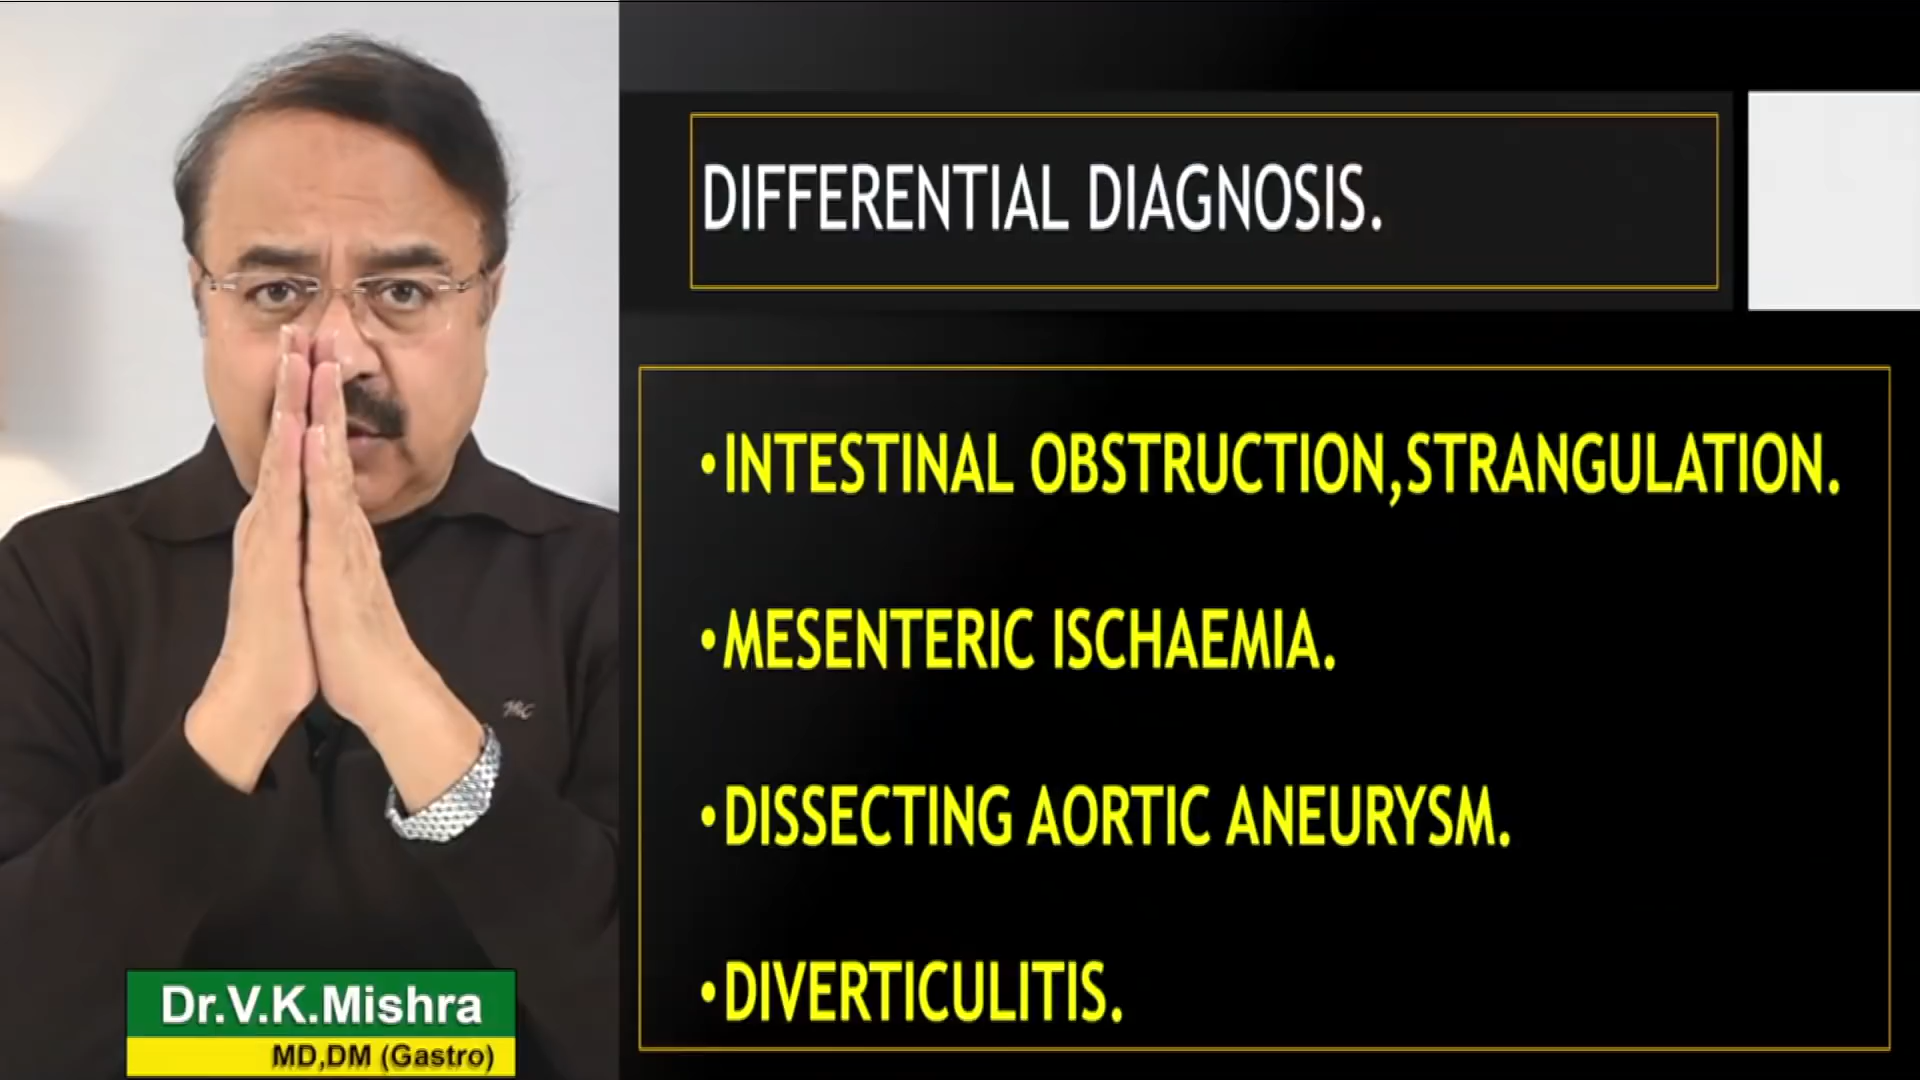 DIFFERENTIAL DIAGNOSIS.
•INTESTINAL OBSTRUCTION,STRANGULATION.
•MESENTERIC ISCHAEMIA.
•DISSECTING AORTIC ANEURYSM.
•DIVERTICULITIS.
Dr.V.K.Mishra
MD,DM (Gastro)